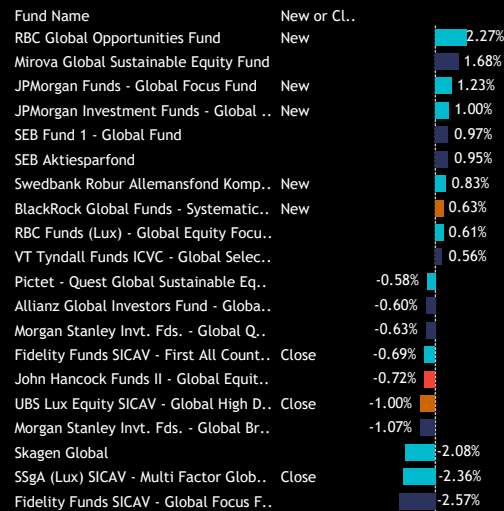 Fund Name New or Cl..
RBC Global Opportunities Fund New 2.27%
Mirova Global Sustainable Equity Fund 1.68%
JPMorgan Funds - Global Focus Fund New 1.23%
JPMorgan Investment Funds - Global .. New 1.00%
SEB Fund 1 - Global Fund 0.97%
SEB Aktiesparfond 0.95%
Swedbank Robur Allemansfond Komp.. New 0.83%
BlackRock Global Funds - Systematic.. New 0.63%
RBC Funds (Lux) - Global Equity Focu.. 0.61%
VT Tyndall Funds ICVC - Global Selec.. 0.56%
Pictet - Quest Global Sustainable Eq.. -0.58%
Allianz Global Investors Fund - Globa.. -0.60%
Morgan Stanley Invt. Fds. - Global Q.. -0.63%
Fidelity Funds SICAV - First All Count.. Close -0.69%
John Hancock Funds II - Global Equit.. -0.72%
UBS Lux Equity SICAV - Global High D.. Close -1.00%
Morgan Stanley Invt. Fds. - Global Br.. -1.07%
Skagen Global -2.08%
SSgA (Lux) SICAV - Multi Factor Glob.. Close -2.36%
Fidelity Funds SICAV - Global Focus F.. -2.57%